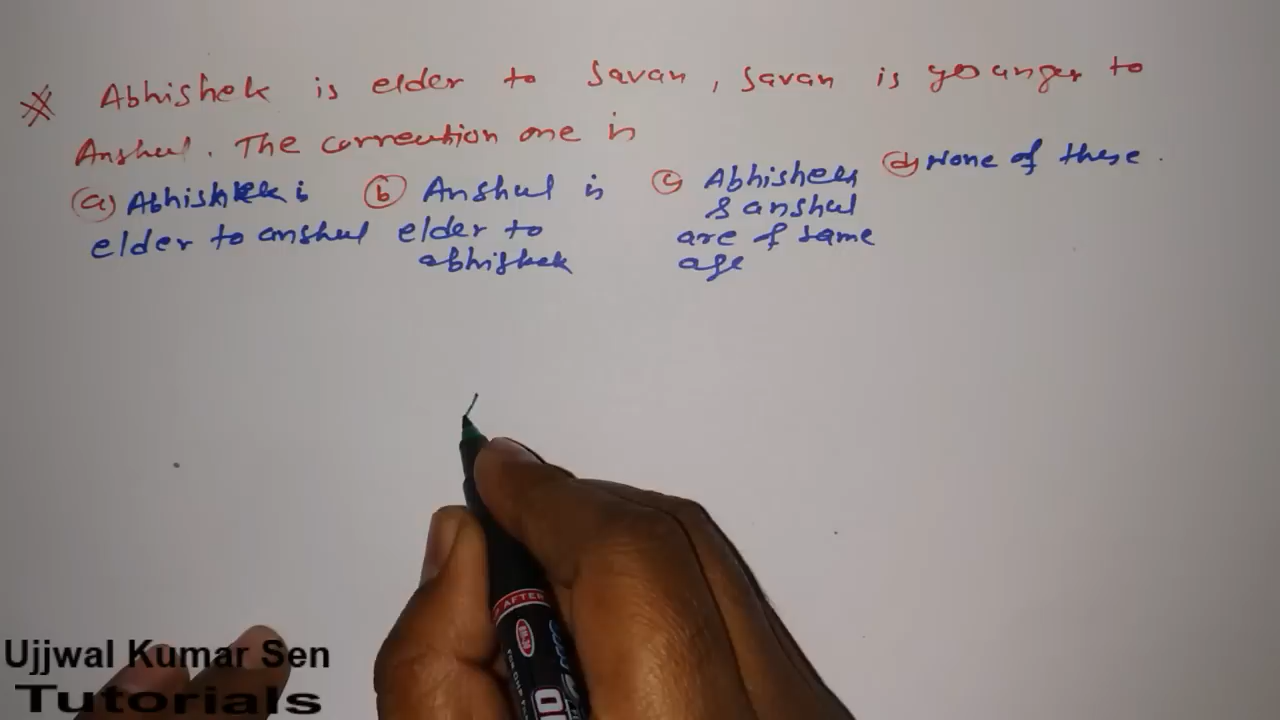 Abhishek is elder to Savan, Savan is younger to
Anshul. The correction one is
(a) Abhishek is
elder to anshul
(b) Anshul is
elder to
abhishek
(c) Abhishek
& anshul
are of same
age
(d) None of these.
AFTER
Ujjwal Kumar Sen
Tutorials